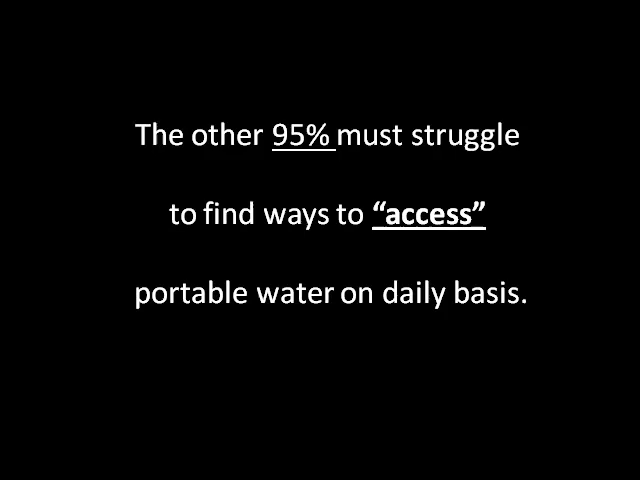 The other 95% must struggle
to find ways to “access”
portable water on daily basis.